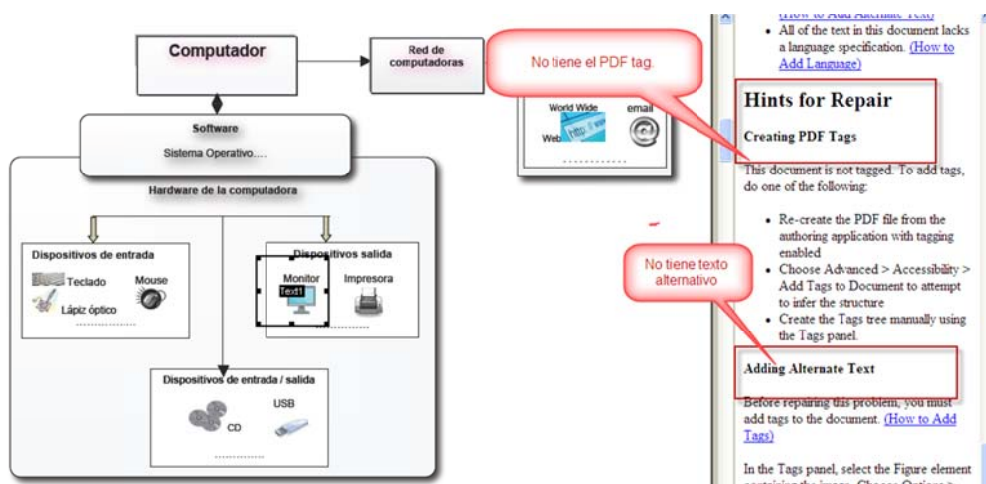 Computador
Red de
computadoras
No tiene el PDF tag.
World Wide
Web
http://ww
email
@
Software
Sistema Operativo....
Hardware de la computadora
Dispositivos de entrada
Teclado
Mouse
Lápiz óptico
Dispositivos salida
Monitor
Text1
Impresora
Dispositivos de entrada / salida
CD
USB
No tiene texto
alternativo
(How to Add Alternate Text)
• All of the text in this document lacks
a language specification. (How to
Add Language)
Hints for Repair
Creating PDF Tags
This document is not tagged. To add tags,
do one of the following:
• Re-create the PDF file from the
authoring application with tagging
enabled
• Choose Advanced > Accessibility >
Add Tags to Document to attempt
to infer the structure
• Create the Tags tree manually using
the Tags panel.
Adding Alternate Text
Before repairing this problem, you must
add tags to the document. (How to Add
Tags)
In the Tags panel, select the Figure element
containing the image. Choose Options >